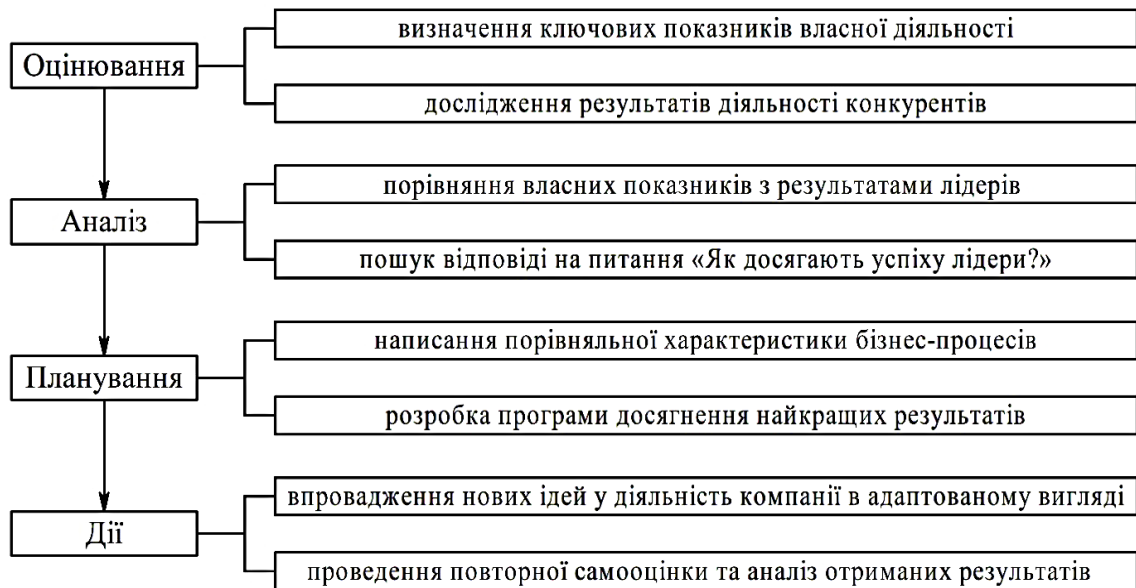 визначення ключових показників власної діяльності
Оцінювання
дослідження результатів діяльності конкурентів
порівняння власних показників з результатами лідерів
Аналіз
пошук відповіді на питання «Як досягають успіху лідери?»
написання порівняльної характеристики бізнес-процесів
Планування
розробка програми досягнення найкращих результатів
впровадження нових ідей у діяльність компанії в адаптованому вигляді
Дії
проведення повторної самооцінки та аналіз отриманих результатів